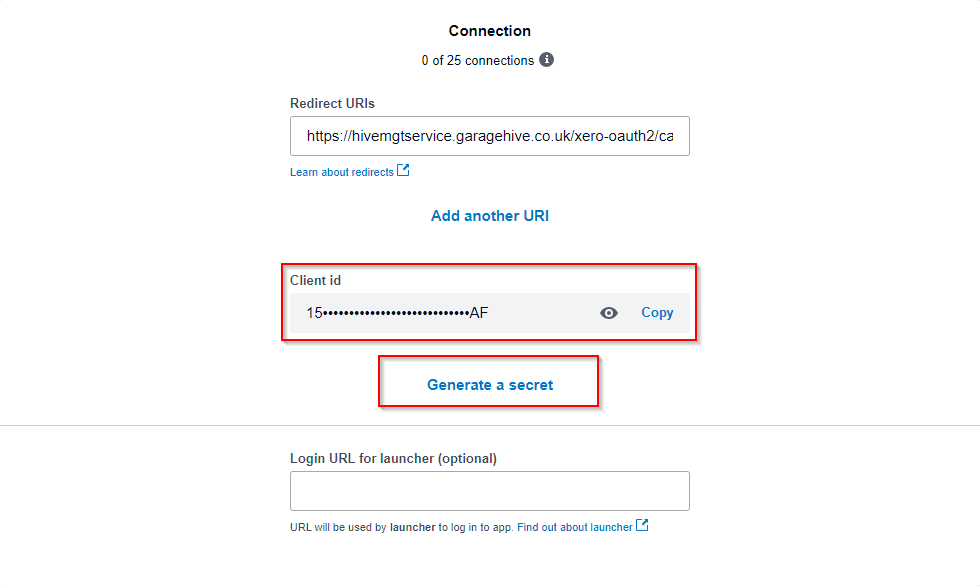 Connection
0 of 25 connections
Redirect URIs
https://hivemgtservice.garagehive.co.uk/xero-oauth2/ca
Learn about redirects
Add another URI
Client id
15••••••••••••••••••••••••••••AF
Copy
Generate a secret
Login URL for launcher (optional)
URL will be used by launcher to log in to app. Find out about launcher